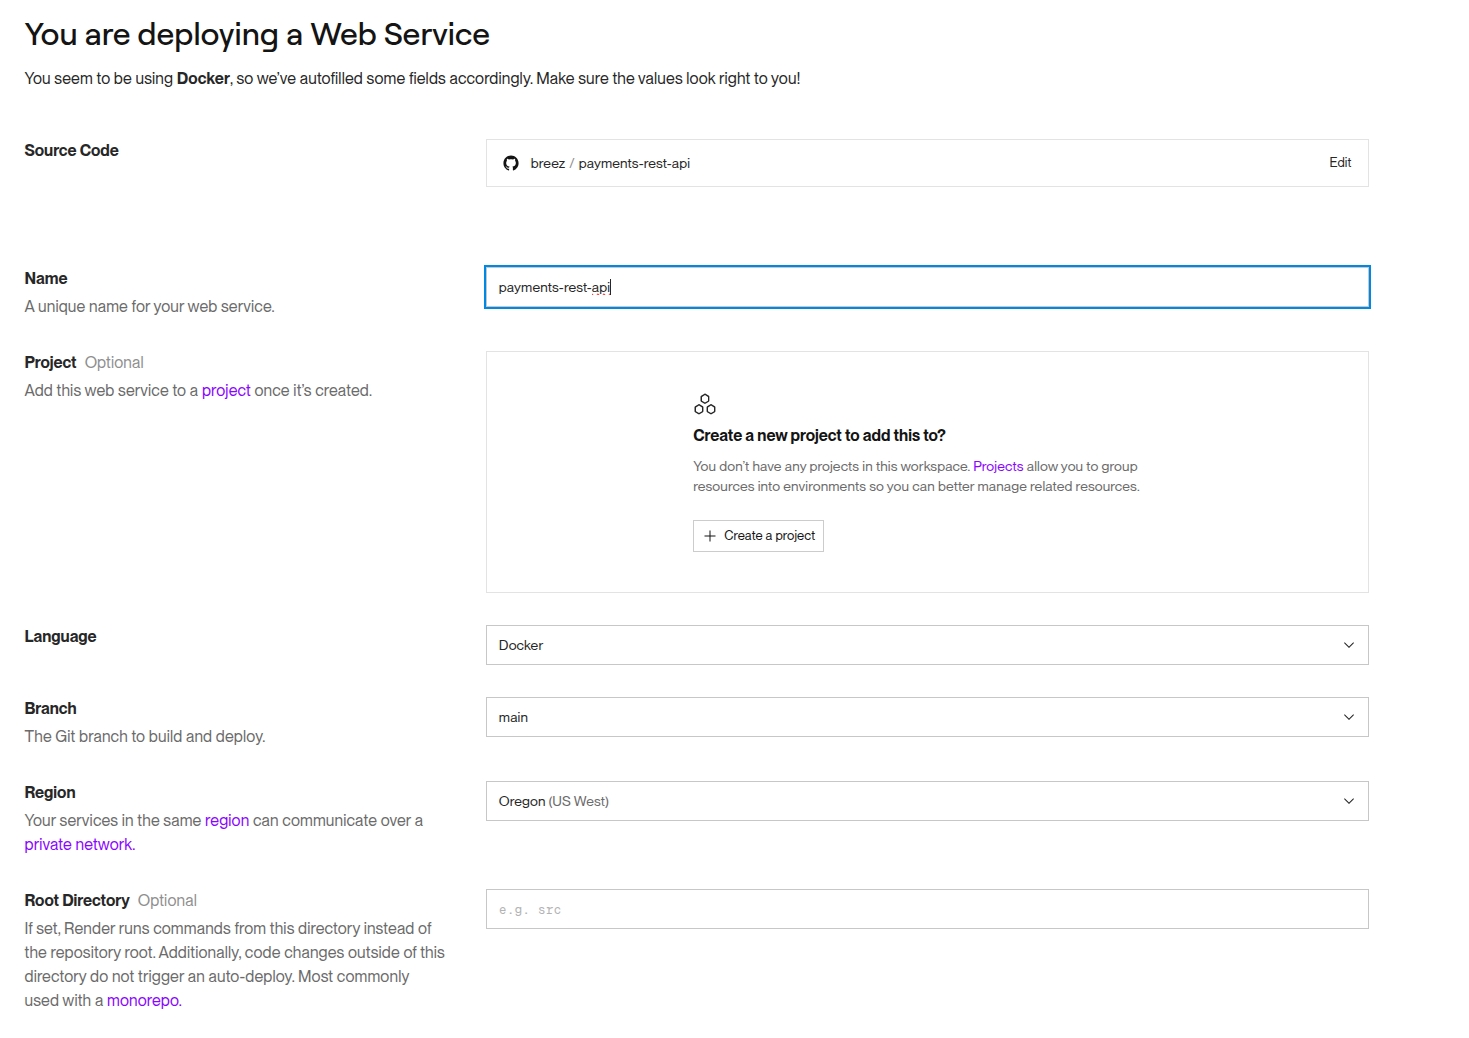 You are deploying a Web Service
You seem to be using Docker, so we've autofilled some fields accordingly. Make sure the values look right to you!
Source Code
breez / payments-rest-api
Edit
Name
A unique name for your web service.
payments-rest-api
Project Optional
Add this web service to a project once it's created.
Create a new project to add this to?
You don't have any projects in this workspace. Projects allow you to group
resources into environments so you can better manage related resources.
Create a project
Language
Docker
Branch
The Git branch to build and deploy.
main
Region
Your services in the same region can communicate over a
private network.
Oregon (US West)
Root Directory Optional
If set, Render runs commands from this directory instead of
the repository root. Additionally, code changes outside of this
directory do not trigger an auto-deploy. Most commonly
used with a monorepo.
e.g. src